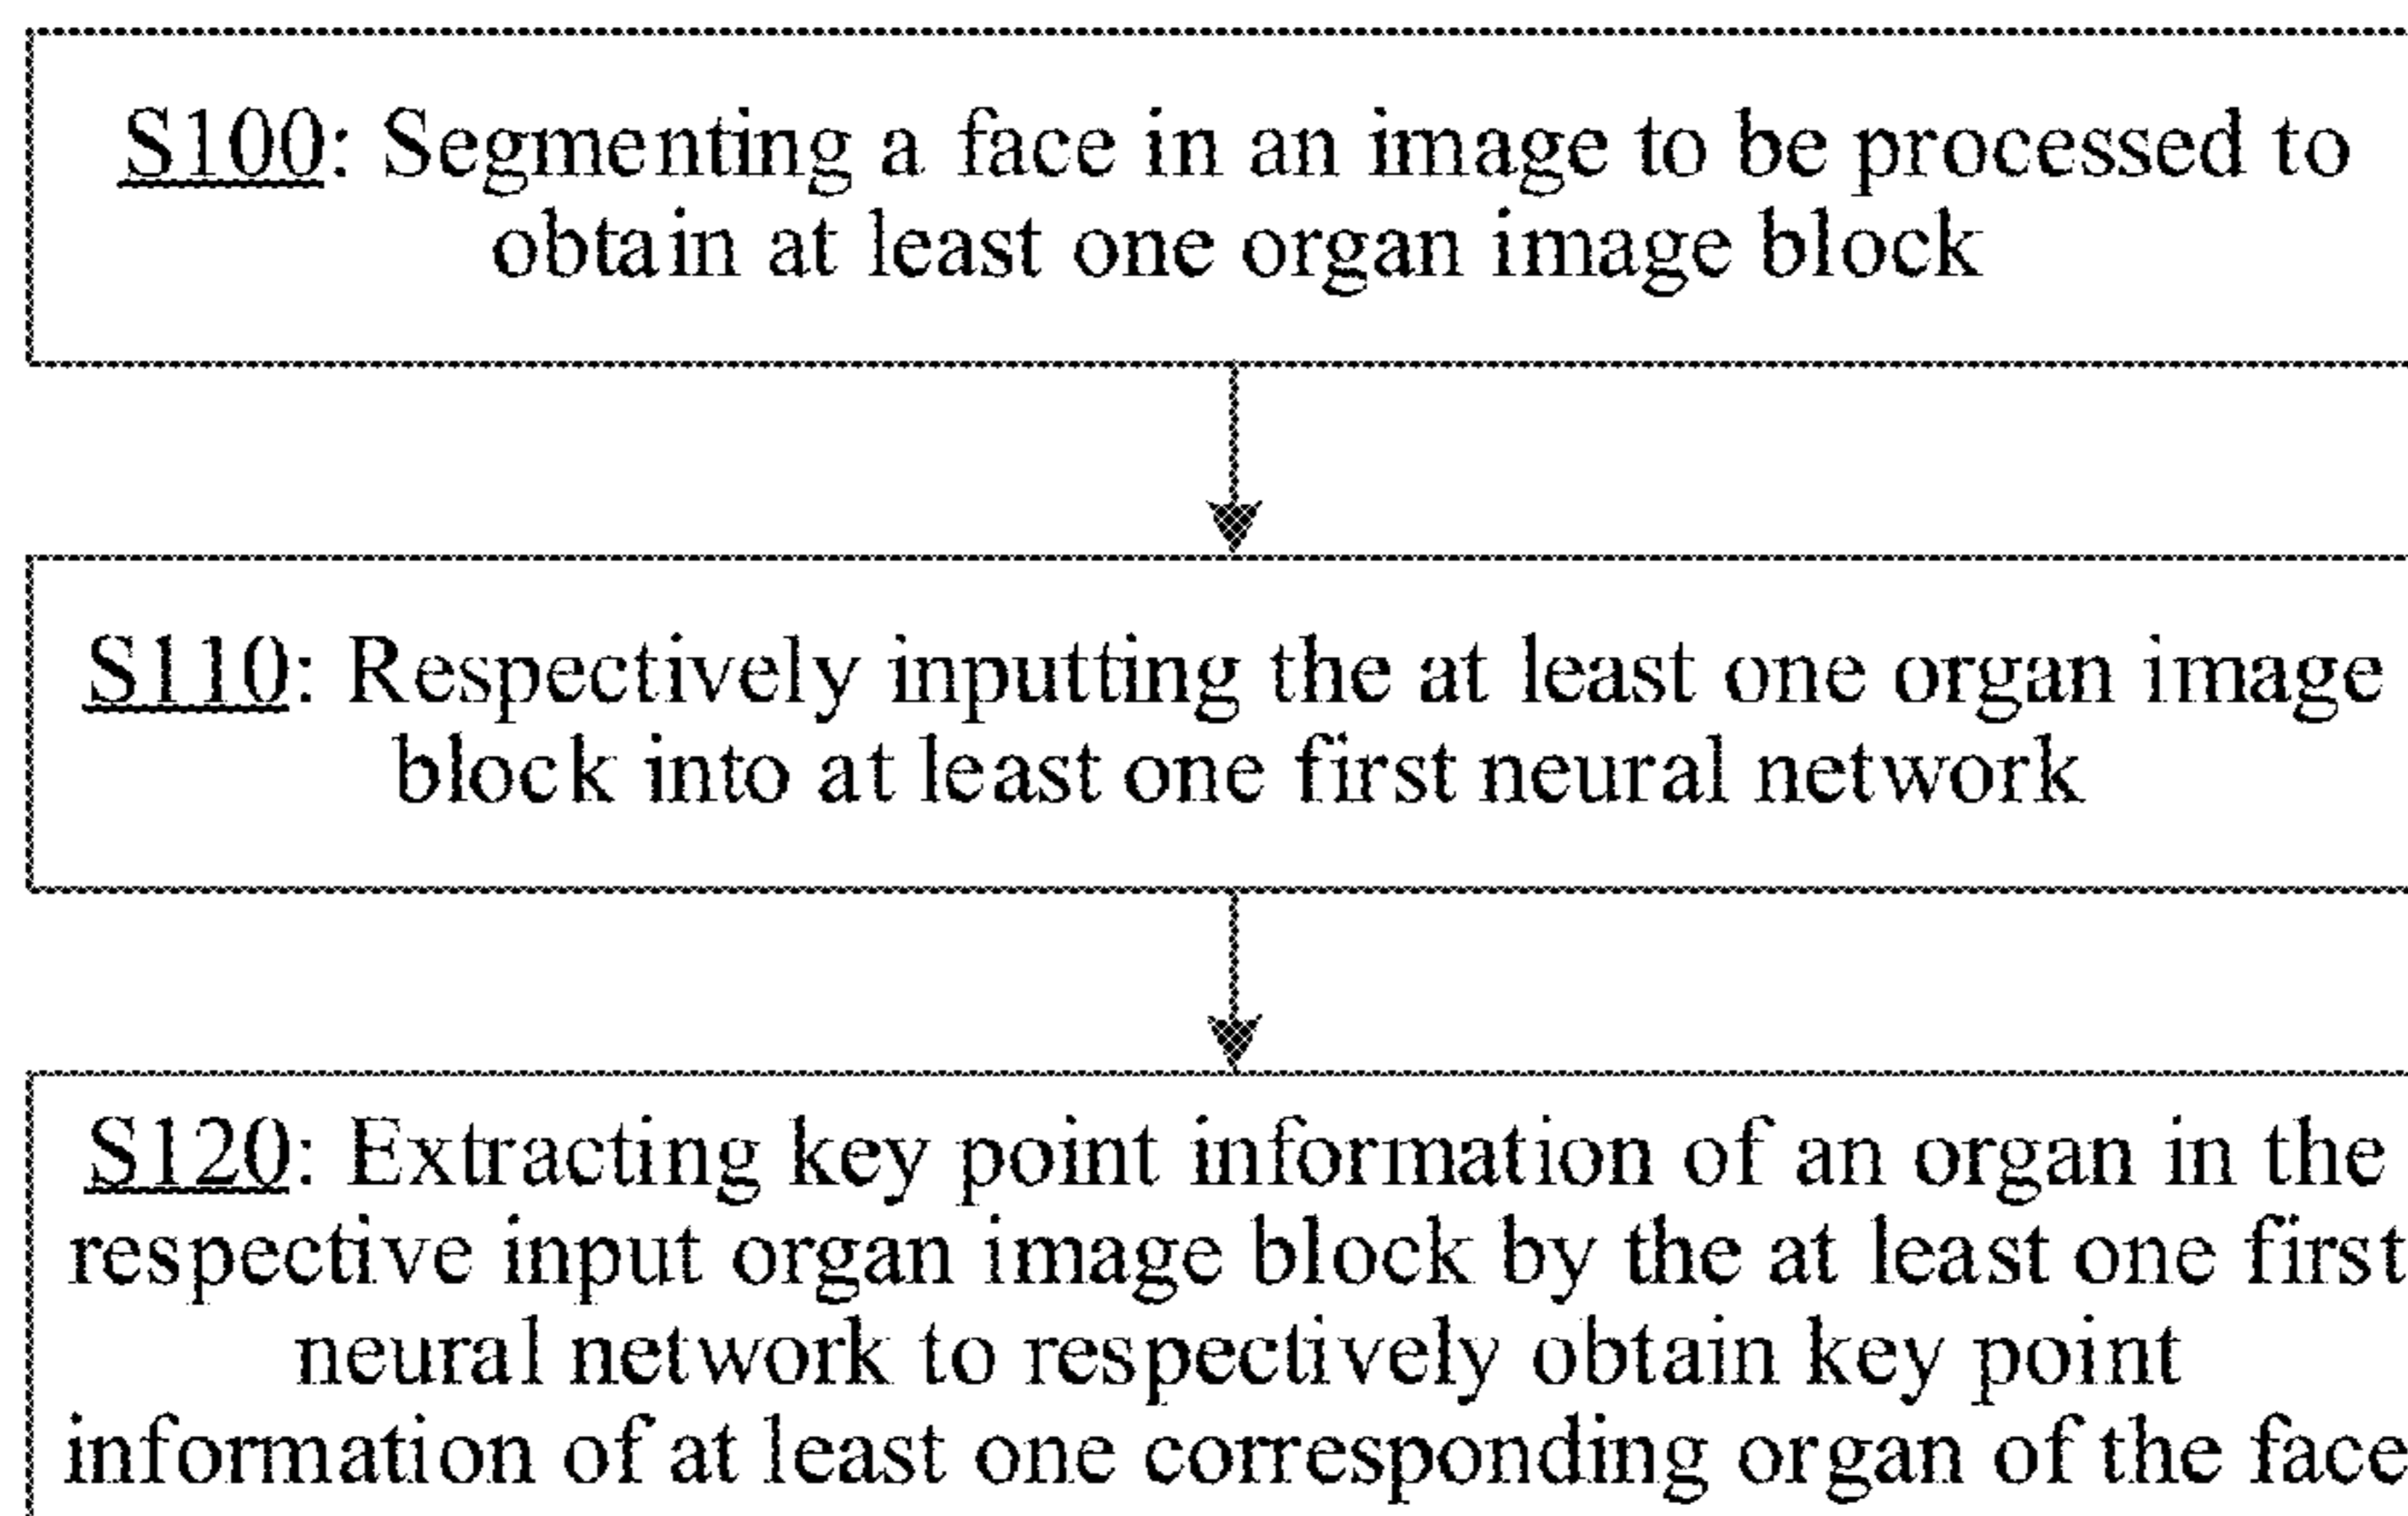 S100: Segmenting a face in an image to be processed to
obtain at least one organ image block
S110: Respectively inputting the at least one organ image
block into at least one first neural network
S120: Extracting key point information of an organ in the
respective input organ image block by the at least one first
neural network to respectively obtain key point
information of at least one corresponding organ of the face